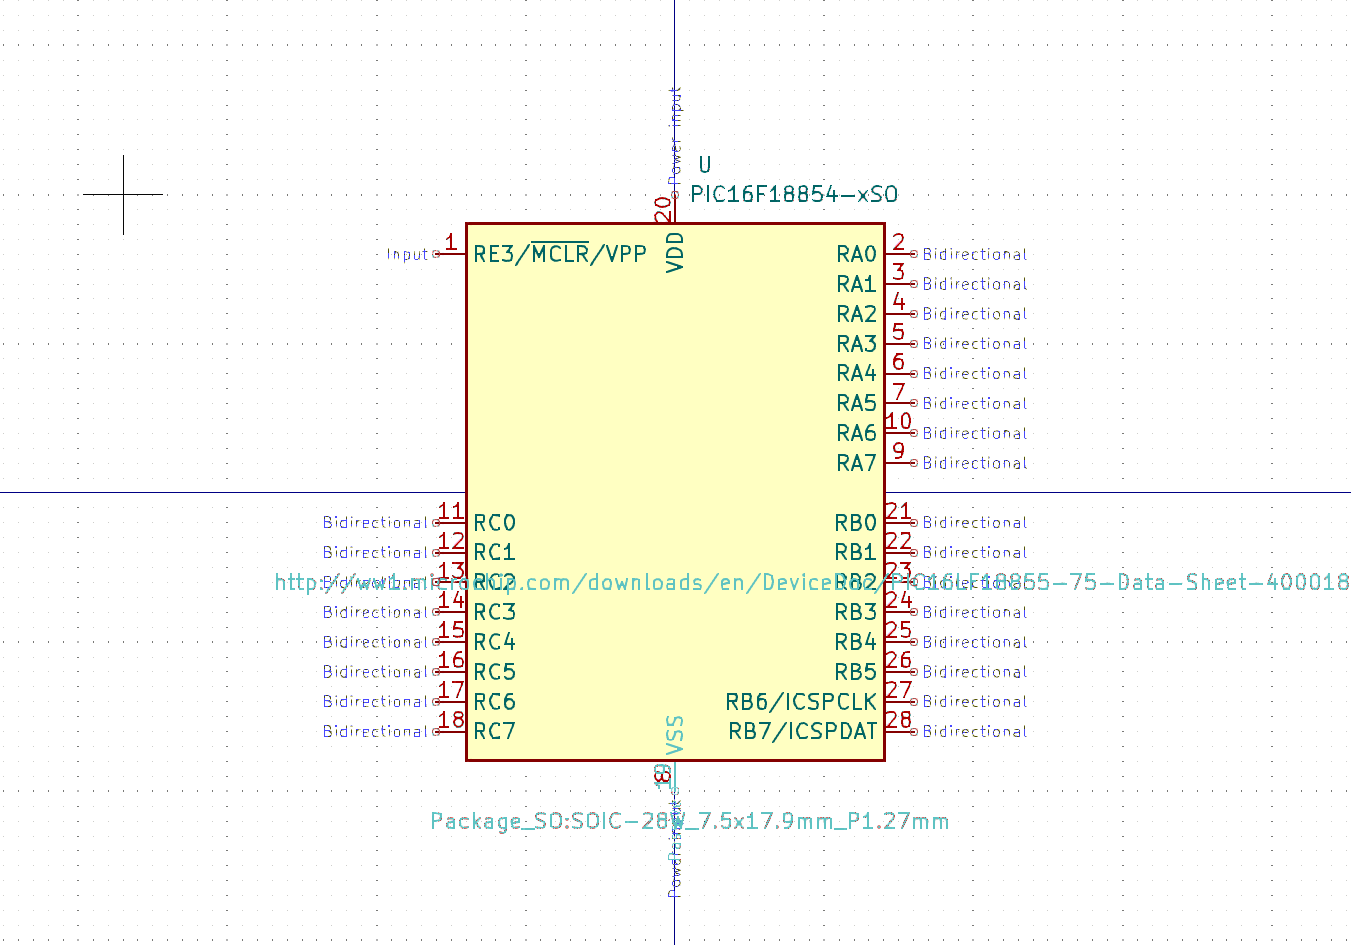 Power input
U
PIC16F18854-xSO
20
VDD
Input 1 RE3/MCLR/VPP RA0 2 Bidirectional
RA1 3 Bidirectional
RA2 4 Bidirectional
RA3 5 Bidirectional
RA4 6 Bidirectional
RA5 7 Bidirectional
RA6 10 Bidirectional
RA7 9 Bidirectional
Bidirectional 11 RC0 RB0 21 Bidirectional
Bidirectional 12 RC1 RB1 22 Bidirectional
Bidirectional 13 RC2 RB2 23 Bidirectional
http://ww1.microchip.com/downloads/en/DeviceDoc/PIC16LF18855-75-Data-Sheet-400018
Bidirectional 14 RC3 RB3 24 Bidirectional
Bidirectional 15 RC4 RB4 25 Bidirectional
Bidirectional 16 RC5 RB5 26 Bidirectional
Bidirectional 17 RC6 RB6/ICSPCLK 27 Bidirectional
Bidirectional 18 RC7 RB7/ICSPDAT 28 Bidirectional
VSS
Package_SO:SOIC-28W_7.5x17.9mm_P1.27mm